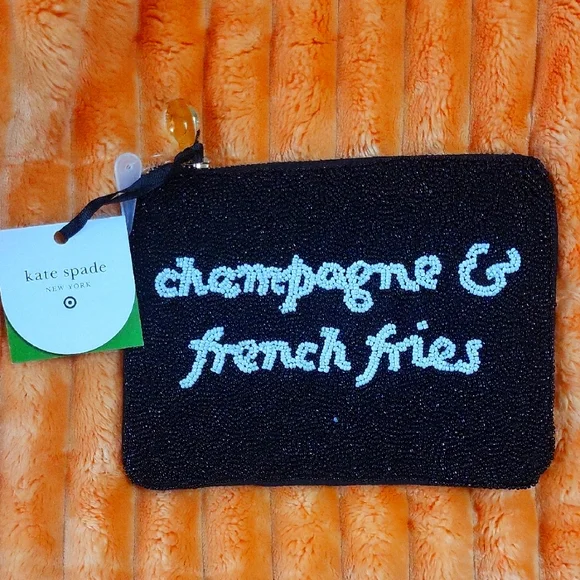 kate spade
NEW YORK
champagne &
french fries